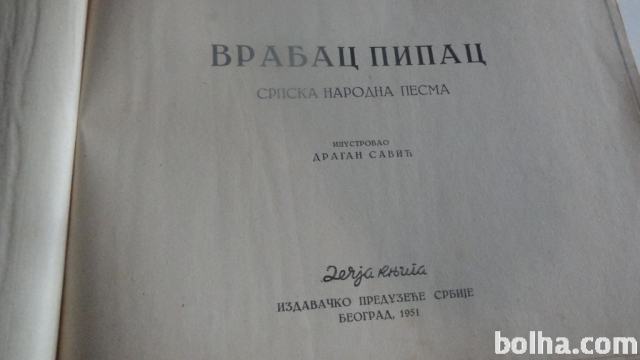 ВРАБАЦ ПИПАЦ
СРПСКА НАРОДНА ПЕСМА
ИЛУСТРОВАО
ДРАГАН САВИЋ
Дечја књига
ИЗДАВАЧКО ПРЕДУЗЕЋЕ СРБИЈЕ
БЕОГРАД, 1951
bolha.com